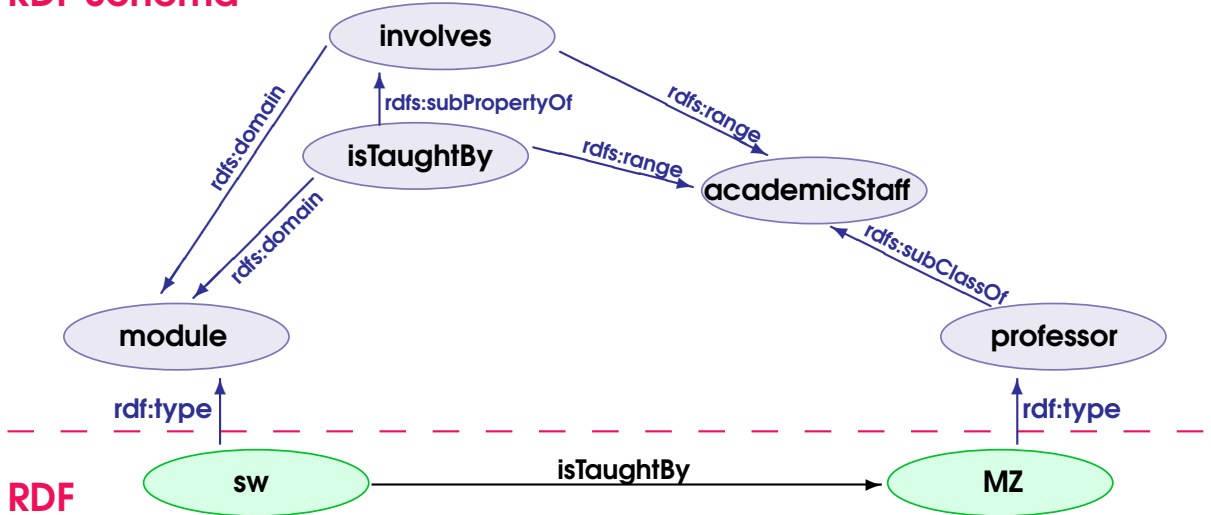 RDF Schema
involves
rdfs:domain
rdfs:subPropertyOf
rdfs:range
isTaughtBy
rdfs:range
academicStaff
rdfs:domain
rdfs:subClassOf
module
professor
rdf:type
rdf:type
isTaughtBy
sw
MZ
RDF